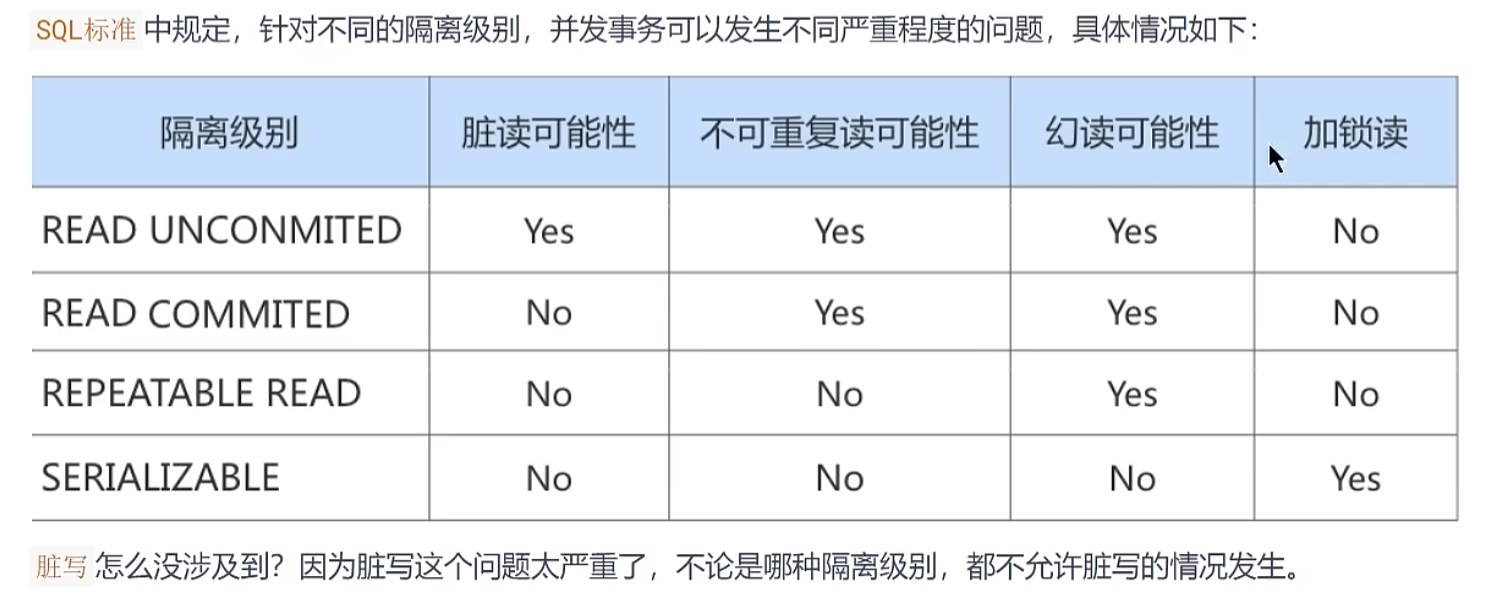 SQL标准 中规定，针对不同的隔离级别，并发事务可以发生不同严重程度的问题，具体情况如下：
隔离级别 脏读可能性 不可重复读可能性 幻读可能性 加锁读
READ UNCONMITED Yes Yes Yes No
READ COMMITED No Yes Yes No
REPEATABLE READ No No Yes No
SERIALIZABLE No No No Yes
脏写 怎么没涉及到？因为脏写这个问题太严重了，不论是哪种隔离级别，都不允许脏写的情况发生。